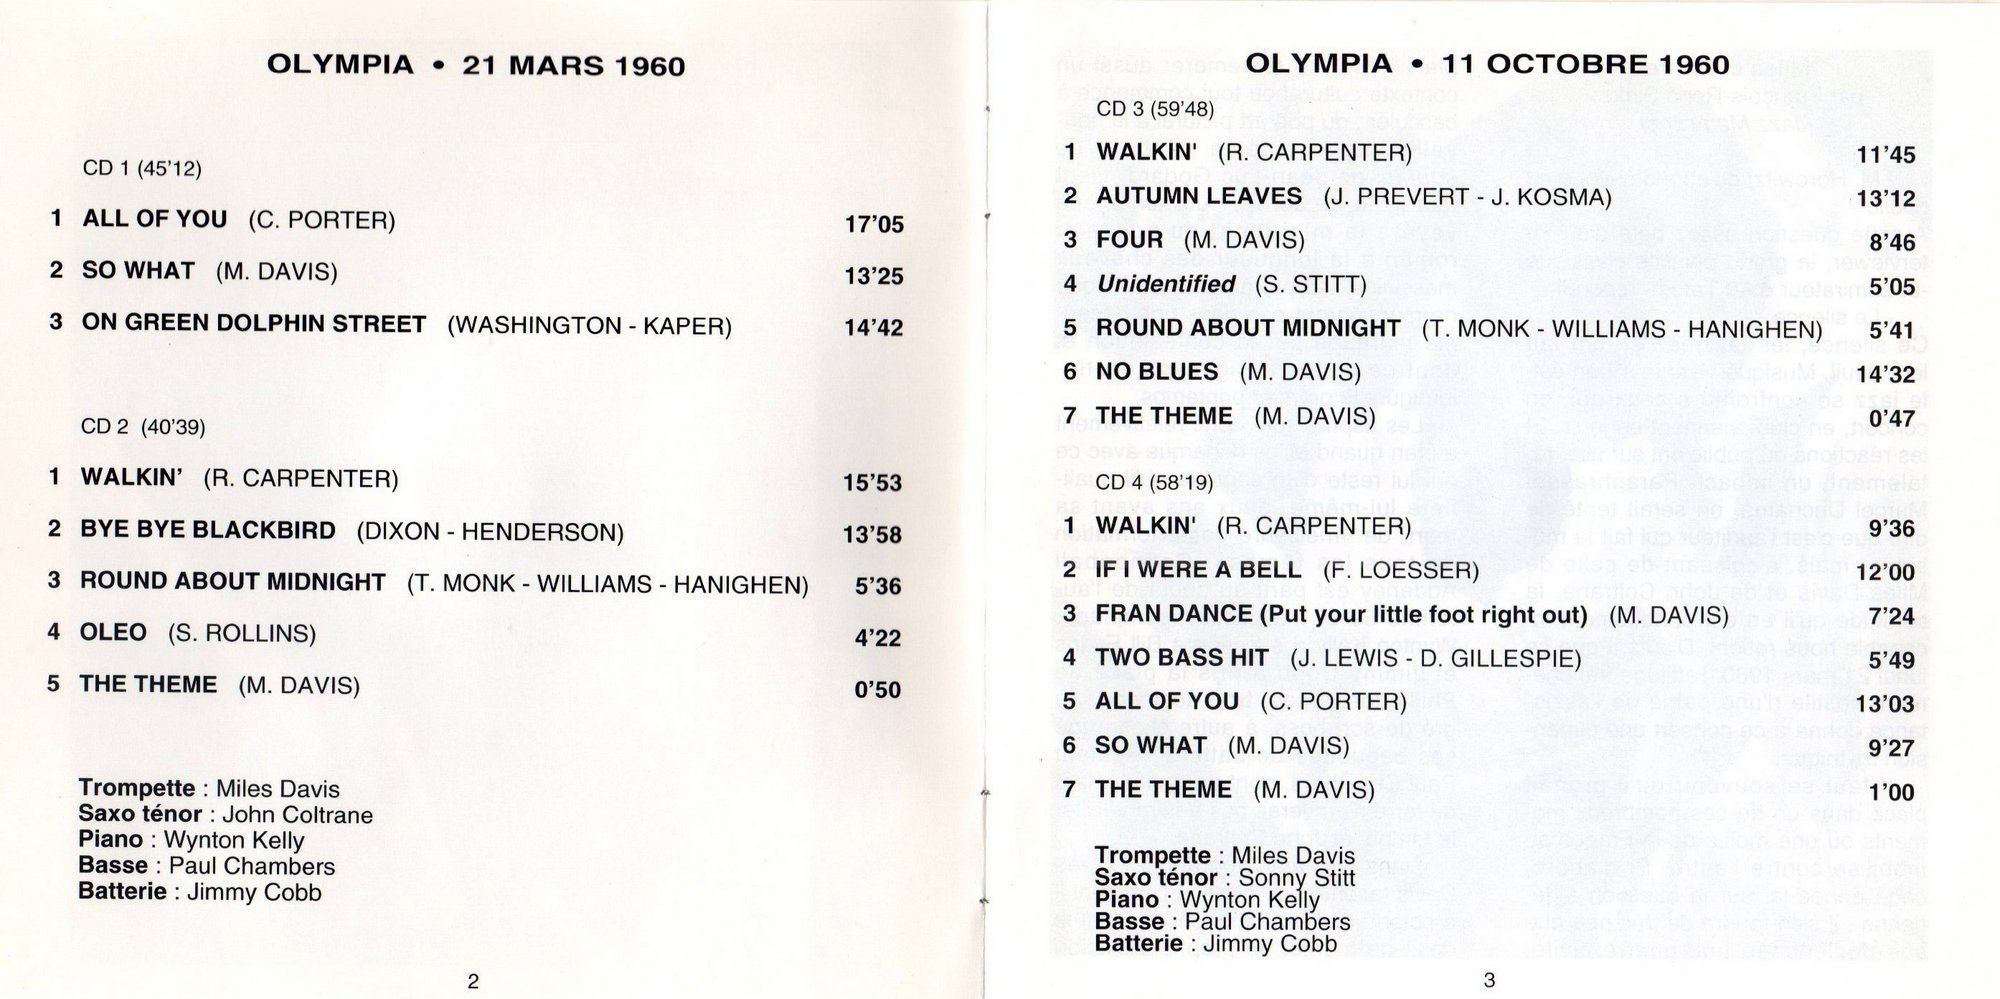 OLYMPIA • 21 MARS 1960
CD 1 (45'12)
1 ALL OF YOU (C. PORTER) 17'05
2 SO WHAT (M. DAVIS) 13'25
3 ON GREEN DOLPHIN STREET (WASHINGTON - KAPER) 14'42
CD 2 (40'39)
1 WALKIN' (R. CARPENTER) 15'53
2 BYE BYE BLACKBIRD (DIXON - HENDERSON) 13'58
3 ROUND ABOUT MIDNIGHT (T. MONK - WILLIAMS - HANIGHEN) 5'36
4 OLEO (S. ROLLINS) 4'22
5 THE THEME (M. DAVIS) 0'50
Trompette : Miles Davis
Saxo ténor : John Coltrane
Piano : Wynton Kelly
Basse : Paul Chambers
Batterie : Jimmy Cobb
2
OLYMPIA • 11 OCTOBRE 1960
CD 3 (59'48)
1 WALKIN' (R. CARPENTER) 11'45
2 AUTUMN LEAVES (J. PREVERT - J. KOSMA) 13'12
3 FOUR (M. DAVIS) 8'46
4 Unidentified (S. STITT) 5'05
5 ROUND ABOUT MIDNIGHT (T. MONK - WILLIAMS - HANIGHEN) 5'41
6 NO BLUES (M. DAVIS) 14'32
7 THE THEME (M. DAVIS) 0'47
CD 4 (58'19)
1 WALKIN' (R. CARPENTER) 9'36
2 IF I WERE A BELL (F. LOESSER) 12'00
3 FRAN DANCE (Put your little foot right out) (M. DAVIS) 7'24
4 TWO BASS HIT (J. LEWIS - D. GILLESPIE) 5'49
5 ALL OF YOU (C. PORTER) 13'03
6 SO WHAT (M. DAVIS) 9'27
7 THE THEME (M. DAVIS) 1'00
Trompette : Miles Davis
Saxo ténor : Sonny Stitt
Piano : Wynton Kelly
Basse : Paul Chambers
Batterie : Jimmy Cobb
3